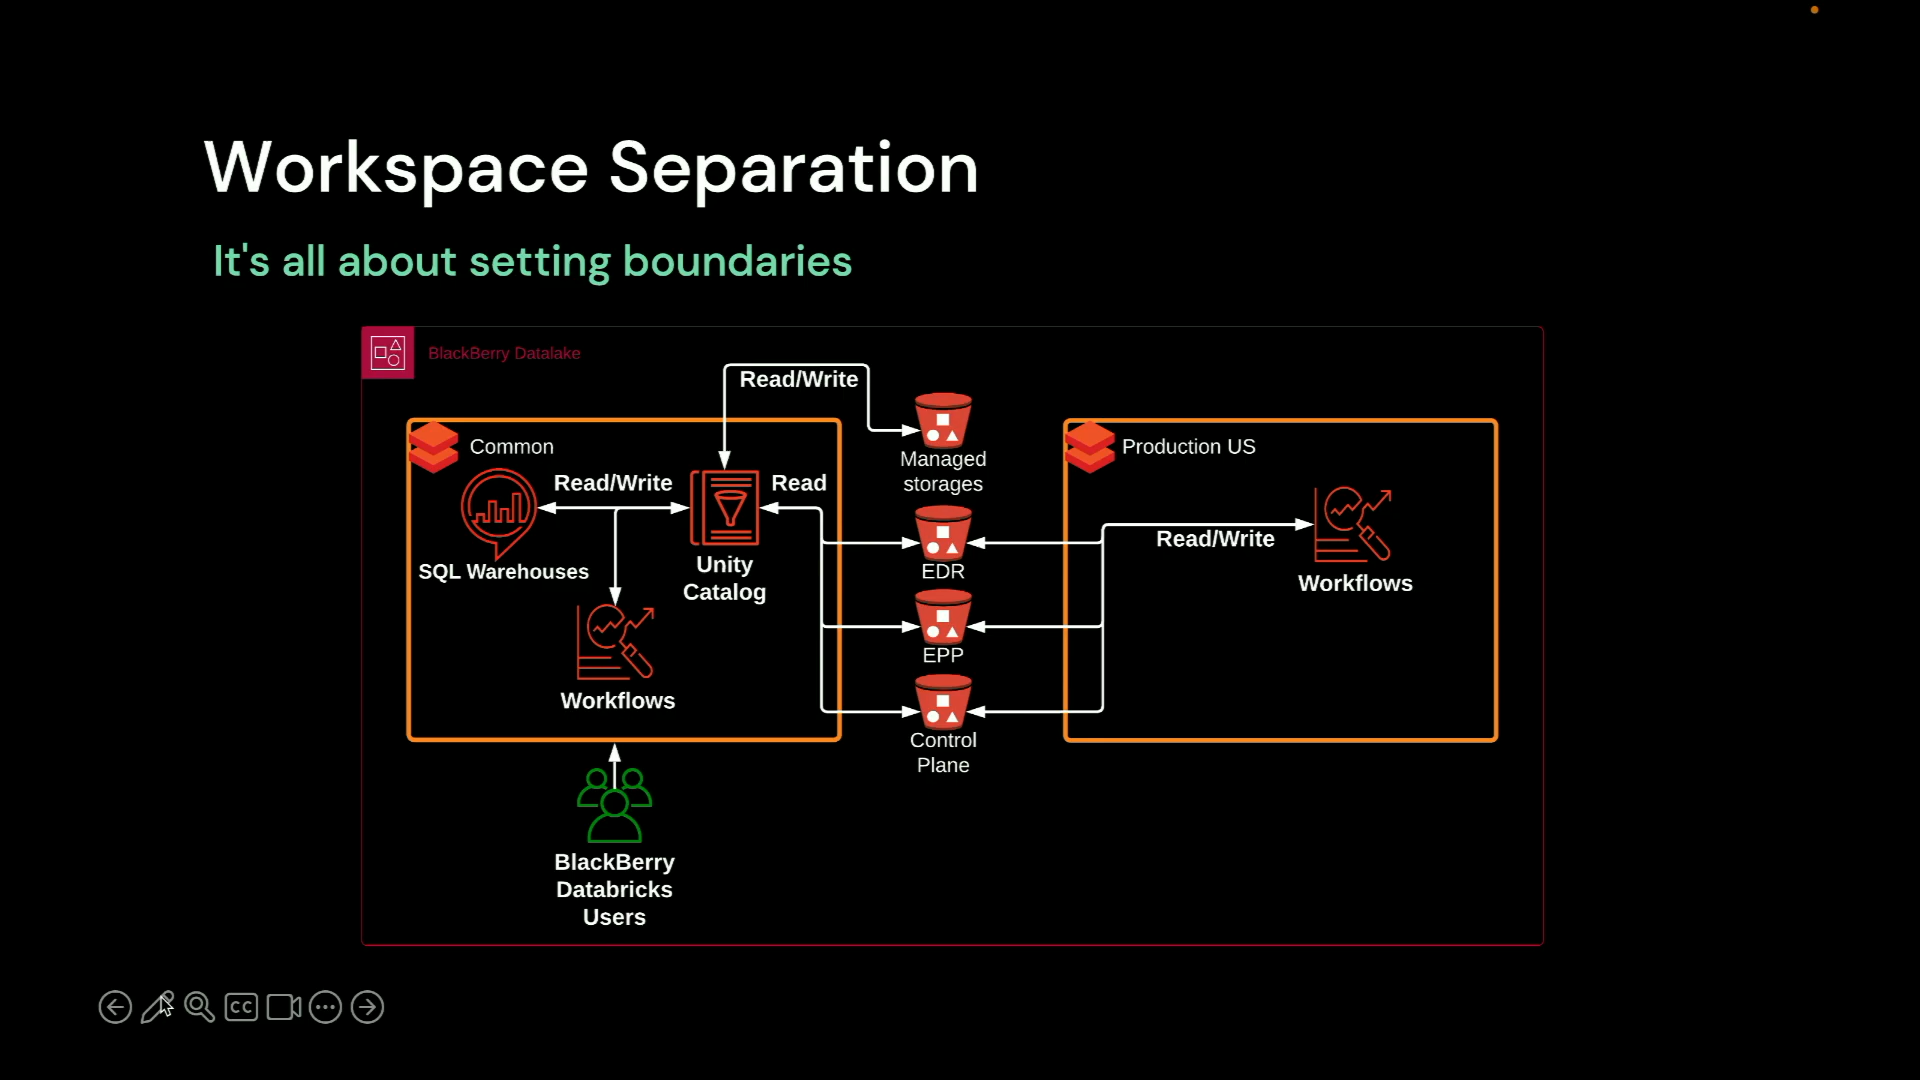 Workspace Separation
It's all about setting boundaries
BlackBerry Datalake
Read/Write
Managed
storages
Common
Read/Write
Read
SQL Warehouses
Unity
Catalog
Workflows
EDR
EPP
Control
Plane
Production US
Read/Write
Workflows
BlackBerry
Databricks
Users
CC